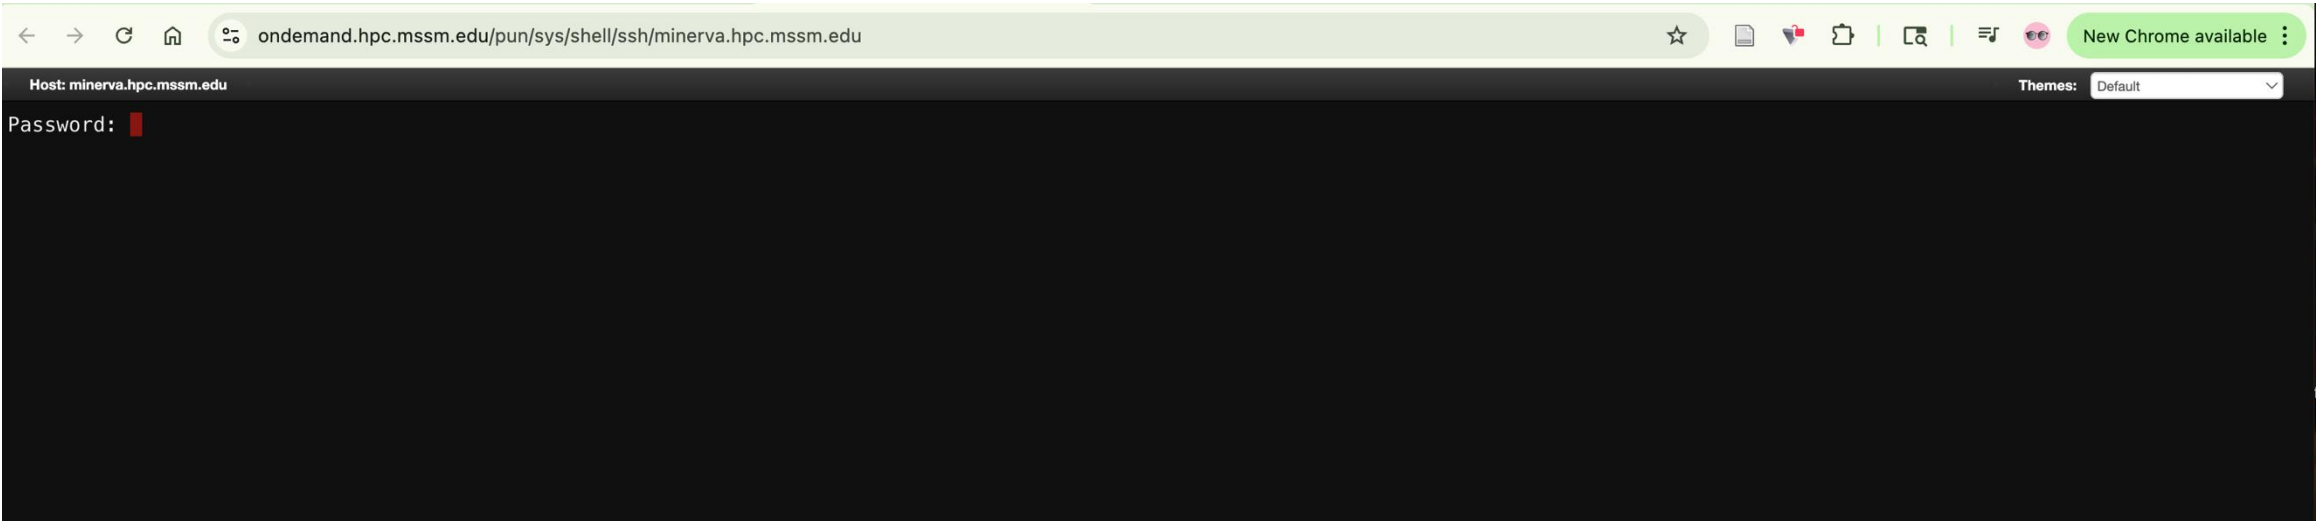 ondemand.hpc.mssm.edu/pun/sys/shell/ssh/minerva.hpc.mssm.edu
New Chrome available
Host: minerva.hpc.mssm.edu
Themes:
Default
Password: